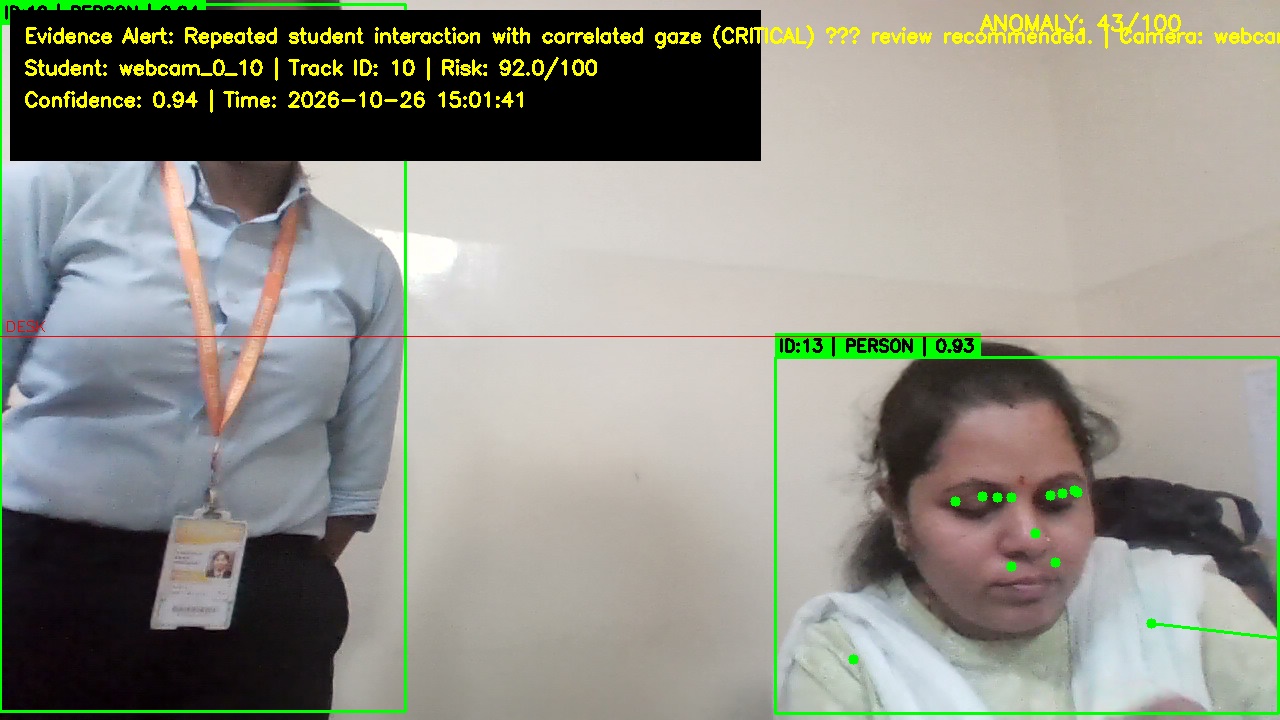 ANOMALY: 43/100
Evidence Alert: Repeated student interaction with correlated gaze (CRITICAL) ??? review recommended. | Camera: webcam
Student: webcam_0_10 | Track ID: 10 | Risk: 92.0/100
Confidence: 0.94 | Time: 2026-10-26 15:01:41
DESK
ID:13 | PERSON | 0.93